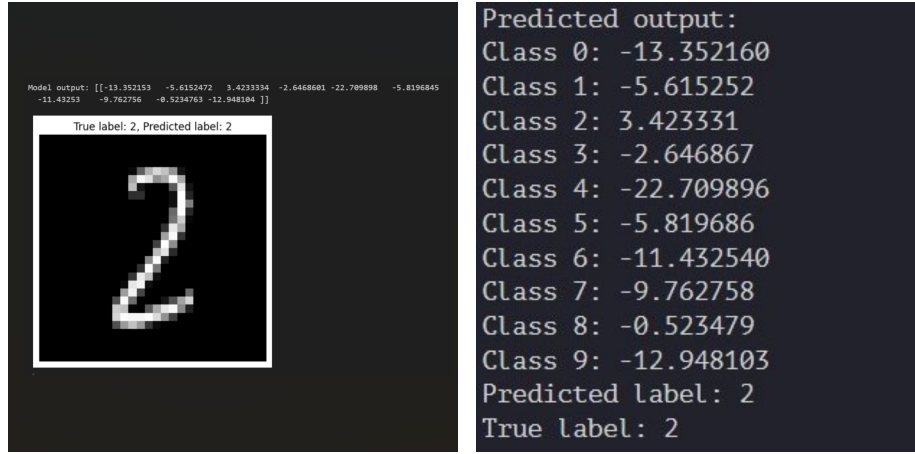 Model output: [[-13.352153 -5.6152472 3.4233334 -2.6468601 -22.709898 -5.8196845
-11.43253 -9.762756 -0.5234763 -12.948104 ]]
True label: 2, Predicted label: 2
2
Predicted output:
Class 0: -13.352160
Class 1: -5.615252
Class 2: 3.423331
Class 3: -2.646867
Class 4: -22.709896
Class 5: -5.819686
Class 6: -11.432540
Class 7: -9.762758
Class 8: -0.523479
Class 9: -12.948103
Predicted label: 2
True label: 2